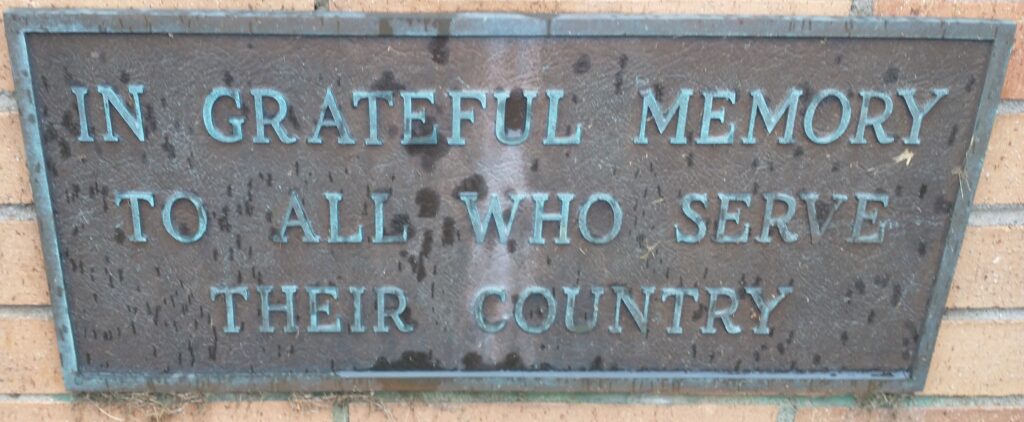 IN GRATEFUL MEMORY
TO ALL WHO SERVE
THEIR COUNTRY